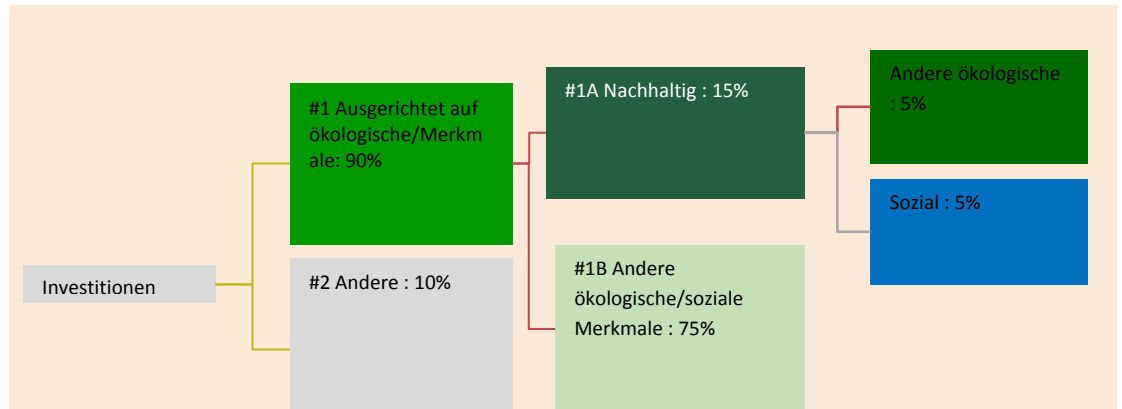 Investitionen
#1 Ausgerichtet auf
ökologische/Merkm
ale: 90%
#2 Andere : 10%
#1A Nachhaltig : 15%
#1B Andere
ökologische/soziale
Merkmale : 75%
Andere ökologische
: 5%
Sozial : 5%